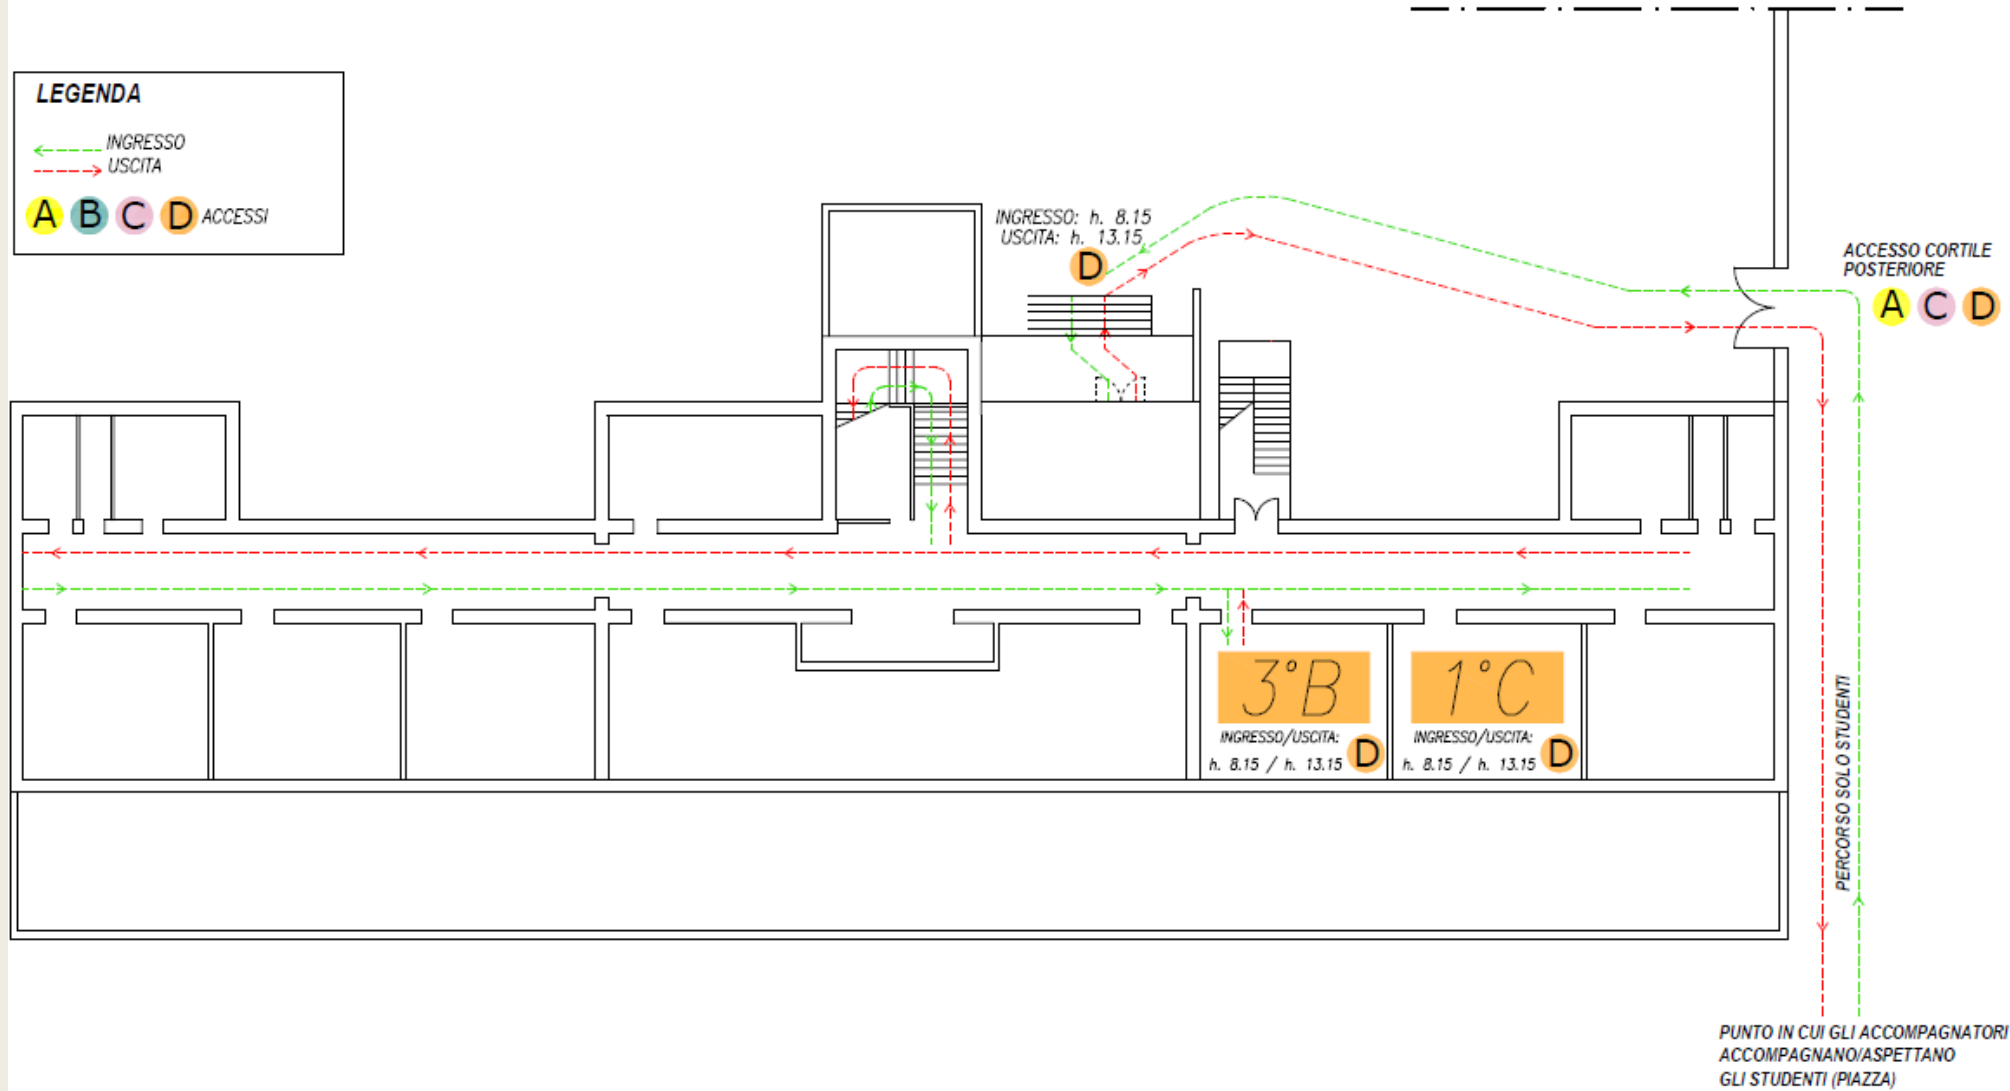 LEGENDA
INGRESSO
USCITA
A B C D ACCESSI
INGRESSO: h. 8.15
USCITA: h. 13.15
D
ACCESSO CORTILE
POSTERIORE
A C D
3°B
INGRESSO/USCITA:
h. 8.15 / h. 13.15 D
1°C
INGRESSO/USCITA:
h. 8.15 / h. 13.15 D
PERCORSO SOLO STUDENTI
PUNTO IN CUI GLI ACCOMPAGNATORI
ACCOMPAGNANO/ASPETTANO
GLI STUDENTI (PIAZZA)